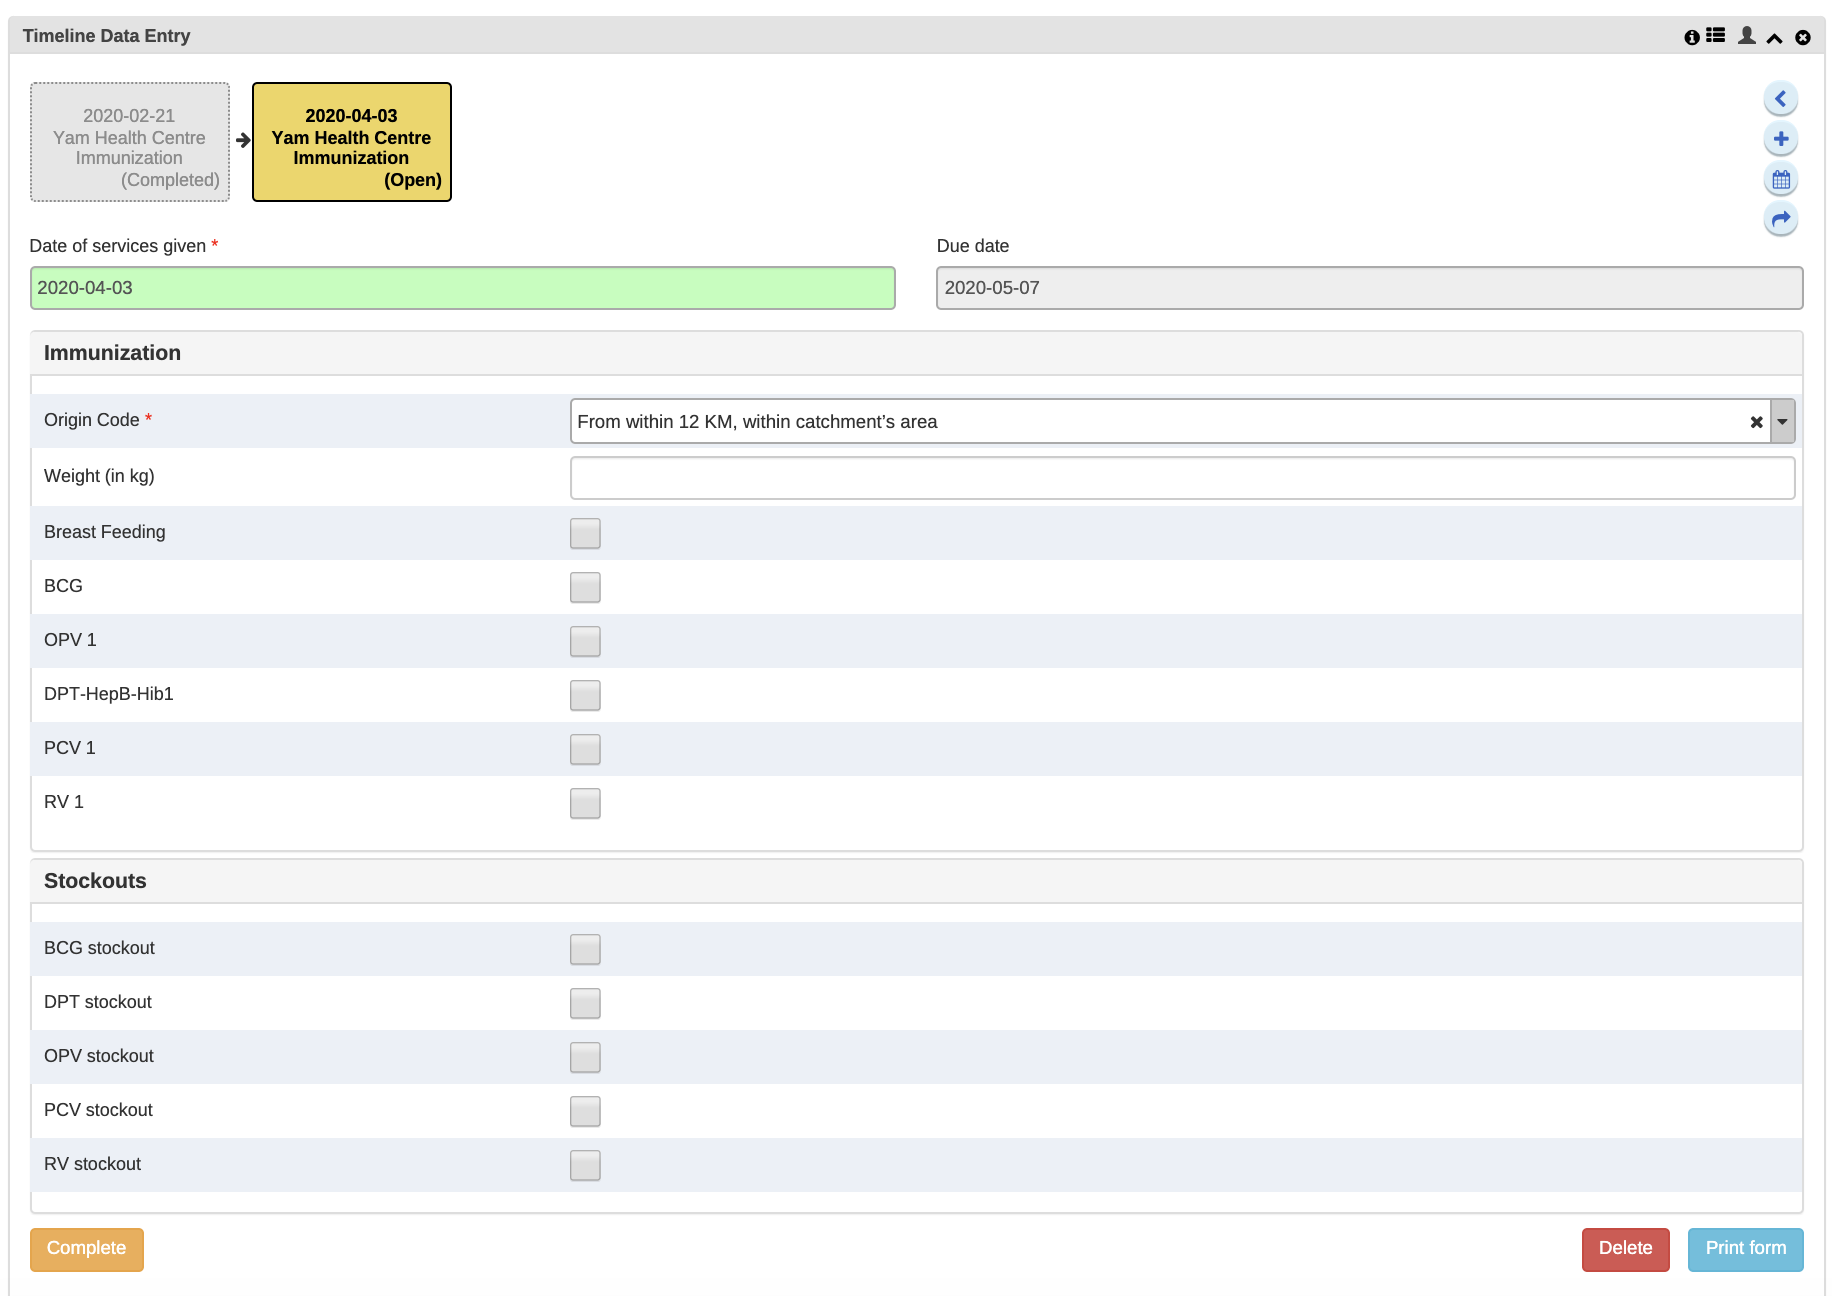 Timeline Data Entry
2020-02-21
Yam Health Centre
Immunization
(Completed)
2020-04-03
Yam Health Centre
Immunization
(Open)
Date of services given *
Due date
2020-04-03
2020-05-07
Immunization
Origin Code *
From within 12 KM, within catchment’s area
Weight (in kg)
Breast Feeding
BCG
OPV 1
DPT-HepB-Hib1
PCV 1
RV 1
Stockouts
BCG stockout
DPT stockout
OPV stockout
PCV stockout
RV stockout
Complete
Delete
Print form